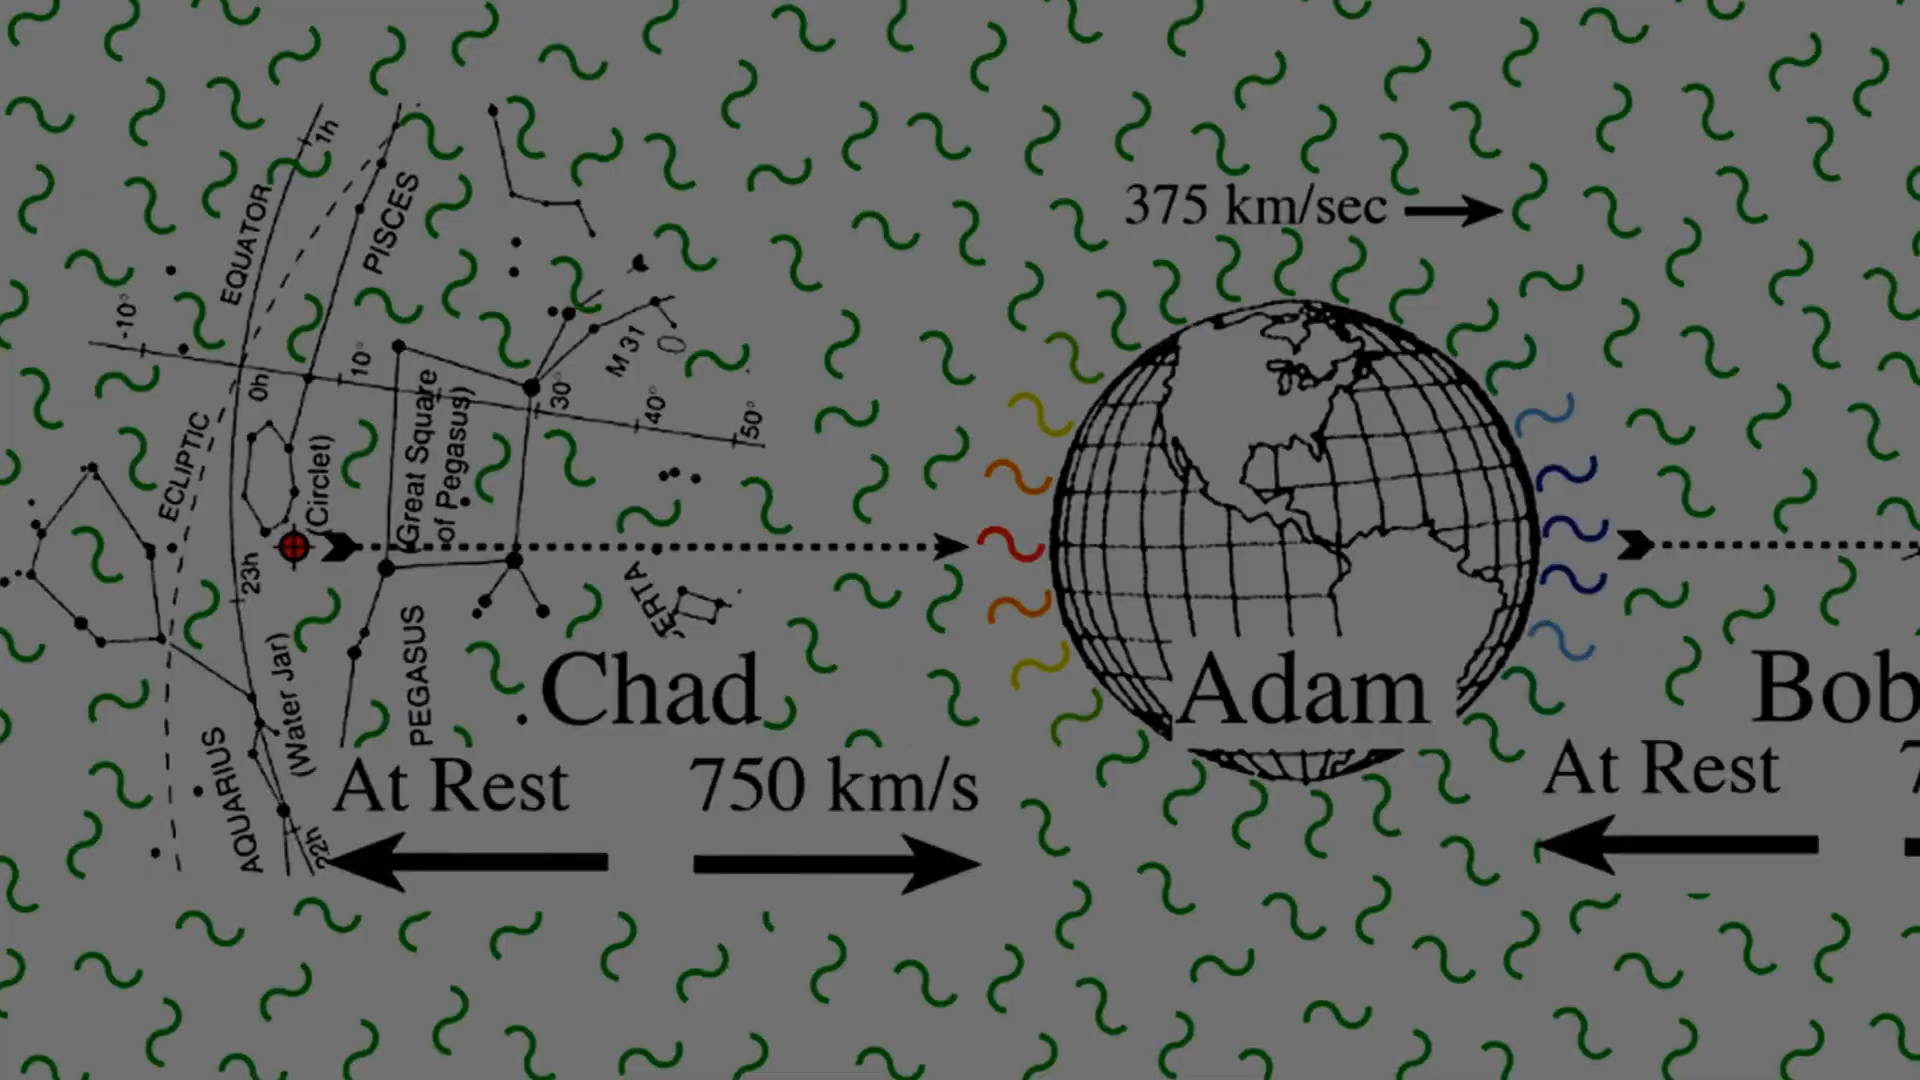 1h
EQUATOR
PISCES
375 km/sec
-10°
0h
10°
30°
M 31
40°
50°
ECLIPTIC
(Circlet)
(Great Square
of Pegasus)
23h
PEGASUS
(Water Jar)
AQUARIUS
22h
Chad
Adam
Bob
At Rest
750 km/s
At Rest
7